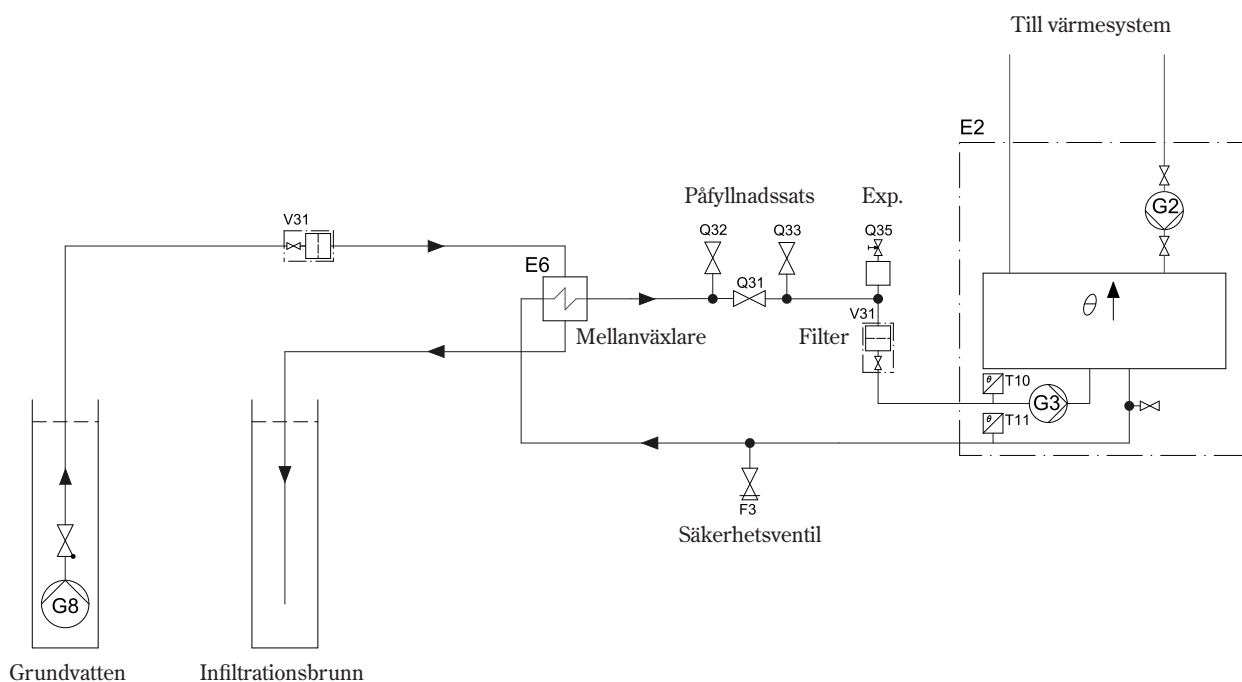 Till värmesystem
E2
Påfyllnadssats
Exp.
V31
Q32
Q33
Q35
G2
E6
Q31
θ
V31
Mellanväxlare
Filter
θ
T10
G3
θ
T11
F3
Säkerhetsventil
G8
Grundvatten
Infiltrationsbrunn